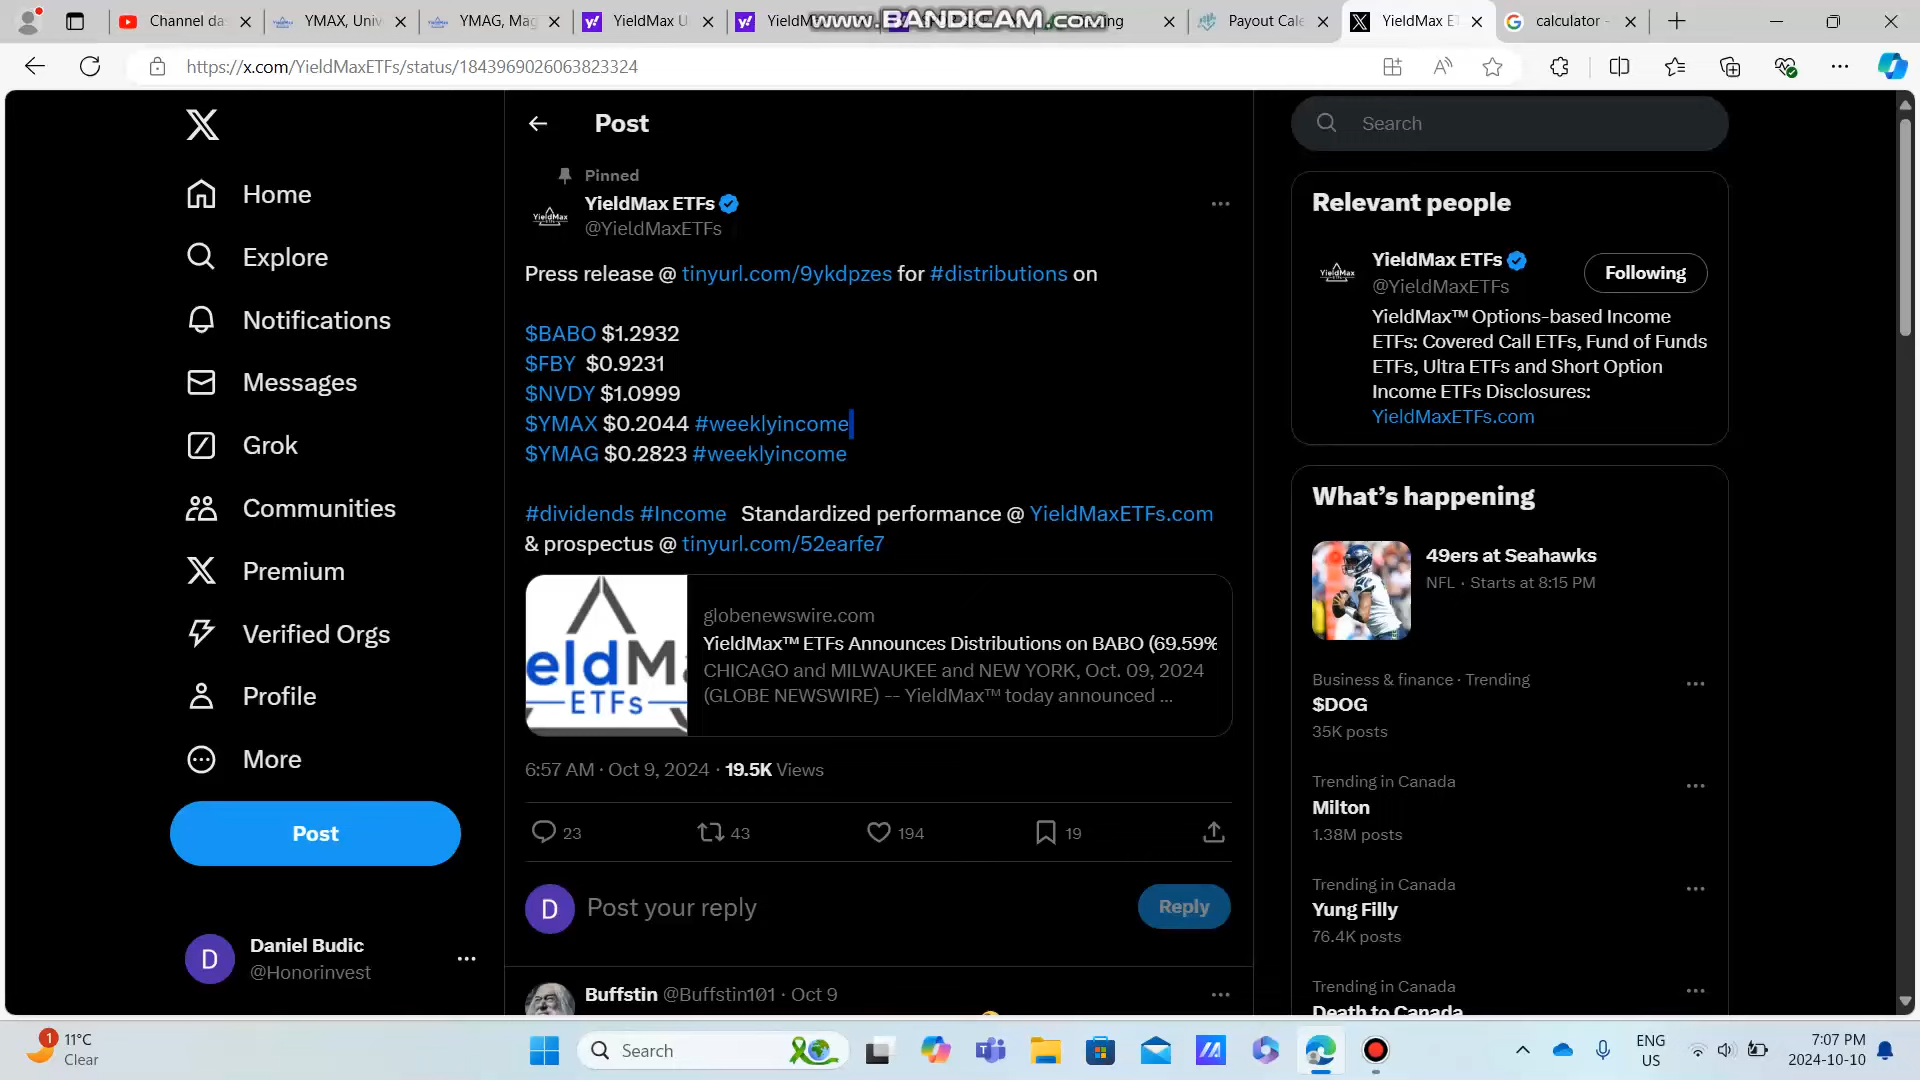 Channel da
YMAX, Univ
YMAG, Mag
YieldMax U
YieldM
www.BANDICAM.com
Payout Cale
YieldMax E
calculator -
https://x.com/YieldMaxETFs/status/1843969026063823324
Home
Explore
Notifications
Messages
Grok
Communities
Premium
Verified Orgs
Profile
More
Post
D
Daniel Budic
@Honorinvest
Post
Pinned
YieldMax ETFs
@YieldMaxETFs
Press release @ tinyurl.com/9ykdpzes for #distributions on
$BABO $1.2932
$FBY $0.9231
$NVDY $1.0999
$YMAX $0.2044 #weeklyincome
$YMAG $0.2823 #weeklyincome
#dividends #Income Standardized performance @ YieldMaxETFs.com
& prospectus @ tinyurl.com/52earfe7
ieldMa
ETFs
globenewswire.com
YieldMax™ ETFs Announces Distributions on BABO (69.59%
CHICAGO and MILWAUKEE and NEW YORK, Oct. 09, 2024
(GLOBE NEWSWIRE) -- YieldMax™ today announced ...
6:57 AM · Oct 9, 2024 · 19.5K Views
23
43
194
19
D
Post your reply
Reply
Buffstin @Buffstin101 · Oct 9
Search
Relevant people
YieldMax ETFs
@YieldMaxETFs
Following
YieldMax™ Options-based Income
ETFs: Covered Call ETFs, Fund of Funds
ETFs, Ultra ETFs and Short Option
Income ETFs Disclosures:
YieldMaxETFs.com
What's happening
49ers at Seahawks
NFL · Starts at 8:15 PM
Business & finance · Trending
$DOG
35K posts
Trending in Canada
Milton
1.38M posts
Trending in Canada
Yung Filly
76.4K posts
Trending in Canada
Death to Canada
1
11°C
Clear
Search
ENG
US
7:07 PM
2024-10-10